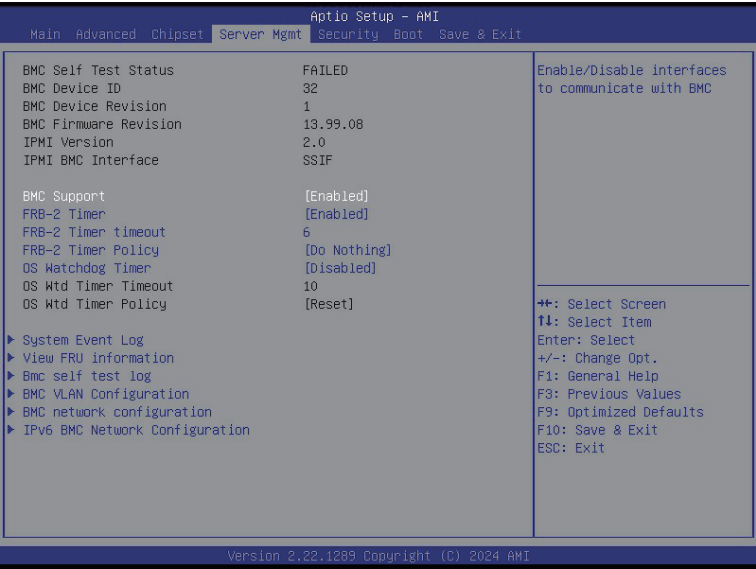 Aptio Setup – AMI
Main Advanced Chipset Server Mgmt Security Boot Save & Exit
BMC Self Test Status FAILED
BMC Device ID 32
BMC Device Revision 1
BMC Firmware Revision 13.99.08
IPMI Version 2.0
IPMI BMC Interface SSIF
BMC Support [Enabled]
FRB-2 Timer [Enabled]
FRB-2 Timer timeout 6
FRB-2 Timer Policy [Do Nothing]
OS Watchdog Timer [Disabled]
OS Wtd Timer Timeout 10
OS Wtd Timer Policy [Reset]
System Event Log
View FRU information
Bmc self test log
BMC VLAN Configuration
BMC network configuration
IPv6 BMC Network Configuration
Enable/Disable interfaces
to communicate with BMC
→←: Select Screen
↑↓: Select Item
Enter: Select
+/-: Change Opt.
F1: General Help
F3: Previous Values
F9: Optimized Defaults
F10: Save & Exit
ESC: Exit
Version 2.22.1289 Copyright (C) 2024 AMI